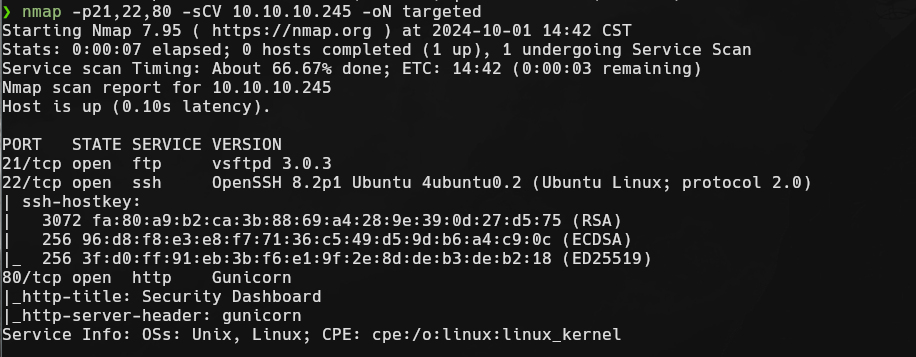 ❯ nmap -p21,22,80 -sCV 10.10.10.245 -oN targeted
Starting Nmap 7.95 ( https://nmap.org ) at 2024-10-01 14:42 CST
Stats: 0:00:07 elapsed; 0 hosts completed (1 up), 1 undergoing Service Scan
Service scan Timing: About 66.67% done; ETC: 14:42 (0:00:03 remaining)
Nmap scan report for 10.10.10.245
Host is up (0.10s latency).

PORT   STATE SERVICE VERSION
21/tcp open  ftp     vsftpd 3.0.3
22/tcp open  ssh     OpenSSH 8.2p1 Ubuntu 4ubuntu0.2 (Ubuntu Linux; protocol 2.0)
| ssh-hostkey:
|   3072 fa:80:a9:b2:ca:3b:88:69:a4:28:9e:39:0d:27:d5:75 (RSA)
|   256 96:d8:f8:e3:e8:f7:71:36:c5:49:d5:9d:b6:a4:c9:0c (ECDSA)
|_  256 3f:d0:ff:91:eb:3b:f6:e1:9f:2e:8d:de:b3:de:b2:18 (ED25519)
80/tcp open  http    Gunicorn
|_http-title: Security Dashboard
|_http-server-header: gunicorn
Service Info: OSs: Unix, Linux; CPE: cpe:/o:linux:linux_kernel